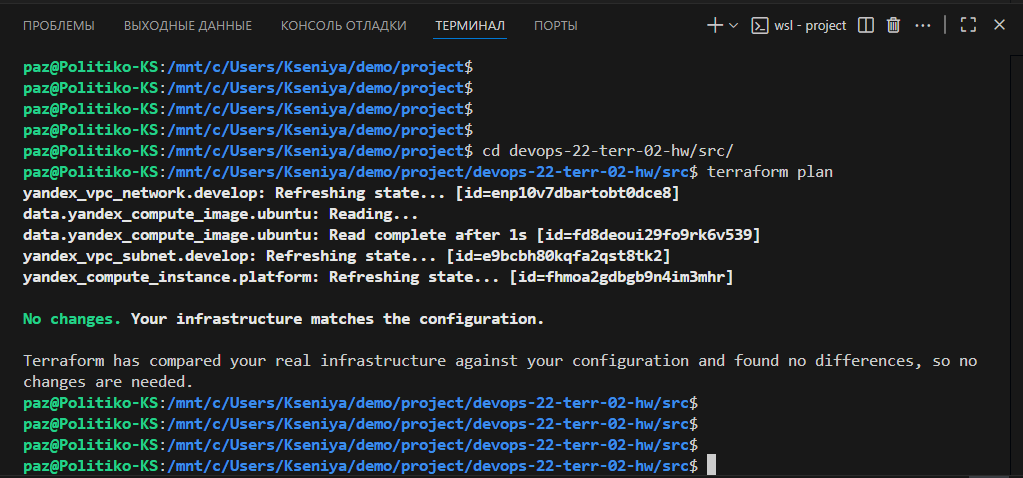 ПРОБЛЕМЫ ВЫХОДНЫЕ ДАННЫЕ КОНСОЛЬ ОТЛАДКИ ТЕРМИНАЛ ПОРТЫ wsl - project
paz@Politiko-KS:/mnt/c/Users/Kseniya/demo/project$
paz@Politiko-KS:/mnt/c/Users/Kseniya/demo/project$
paz@Politiko-KS:/mnt/c/Users/Kseniya/demo/project$
paz@Politiko-KS:/mnt/c/Users/Kseniya/demo/project$
paz@Politiko-KS:/mnt/c/Users/Kseniya/demo/project$ cd devops-22-terr-02-hw/src/
paz@Politiko-KS:/mnt/c/Users/Kseniya/demo/project/devops-22-terr-02-hw/src$ terraform plan
yandex_vpc_network.develop: Refreshing state... [id=enp10v7dbartobt0dce8]
data.yandex_compute_image.ubuntu: Reading...
data.yandex_compute_image.ubuntu: Read complete after 1s [id=fd8deoui29fo9rk6v539]
yandex_vpc_subnet.develop: Refreshing state... [id=e9bcbh80kqfa2qst8tk2]
yandex_compute_instance.platform: Refreshing state... [id=fhmoa2gdbgb9n4im3mhr]
No changes. Your infrastructure matches the configuration.
Terraform has compared your real infrastructure against your configuration and found no differences, so no
changes are needed.
paz@Politiko-KS:/mnt/c/Users/Kseniya/demo/project/devops-22-terr-02-hw/src$
paz@Politiko-KS:/mnt/c/Users/Kseniya/demo/project/devops-22-terr-02-hw/src$
paz@Politiko-KS:/mnt/c/Users/Kseniya/demo/project/devops-22-terr-02-hw/src$
paz@Politiko-KS:/mnt/c/Users/Kseniya/demo/project/devops-22-terr-02-hw/src$